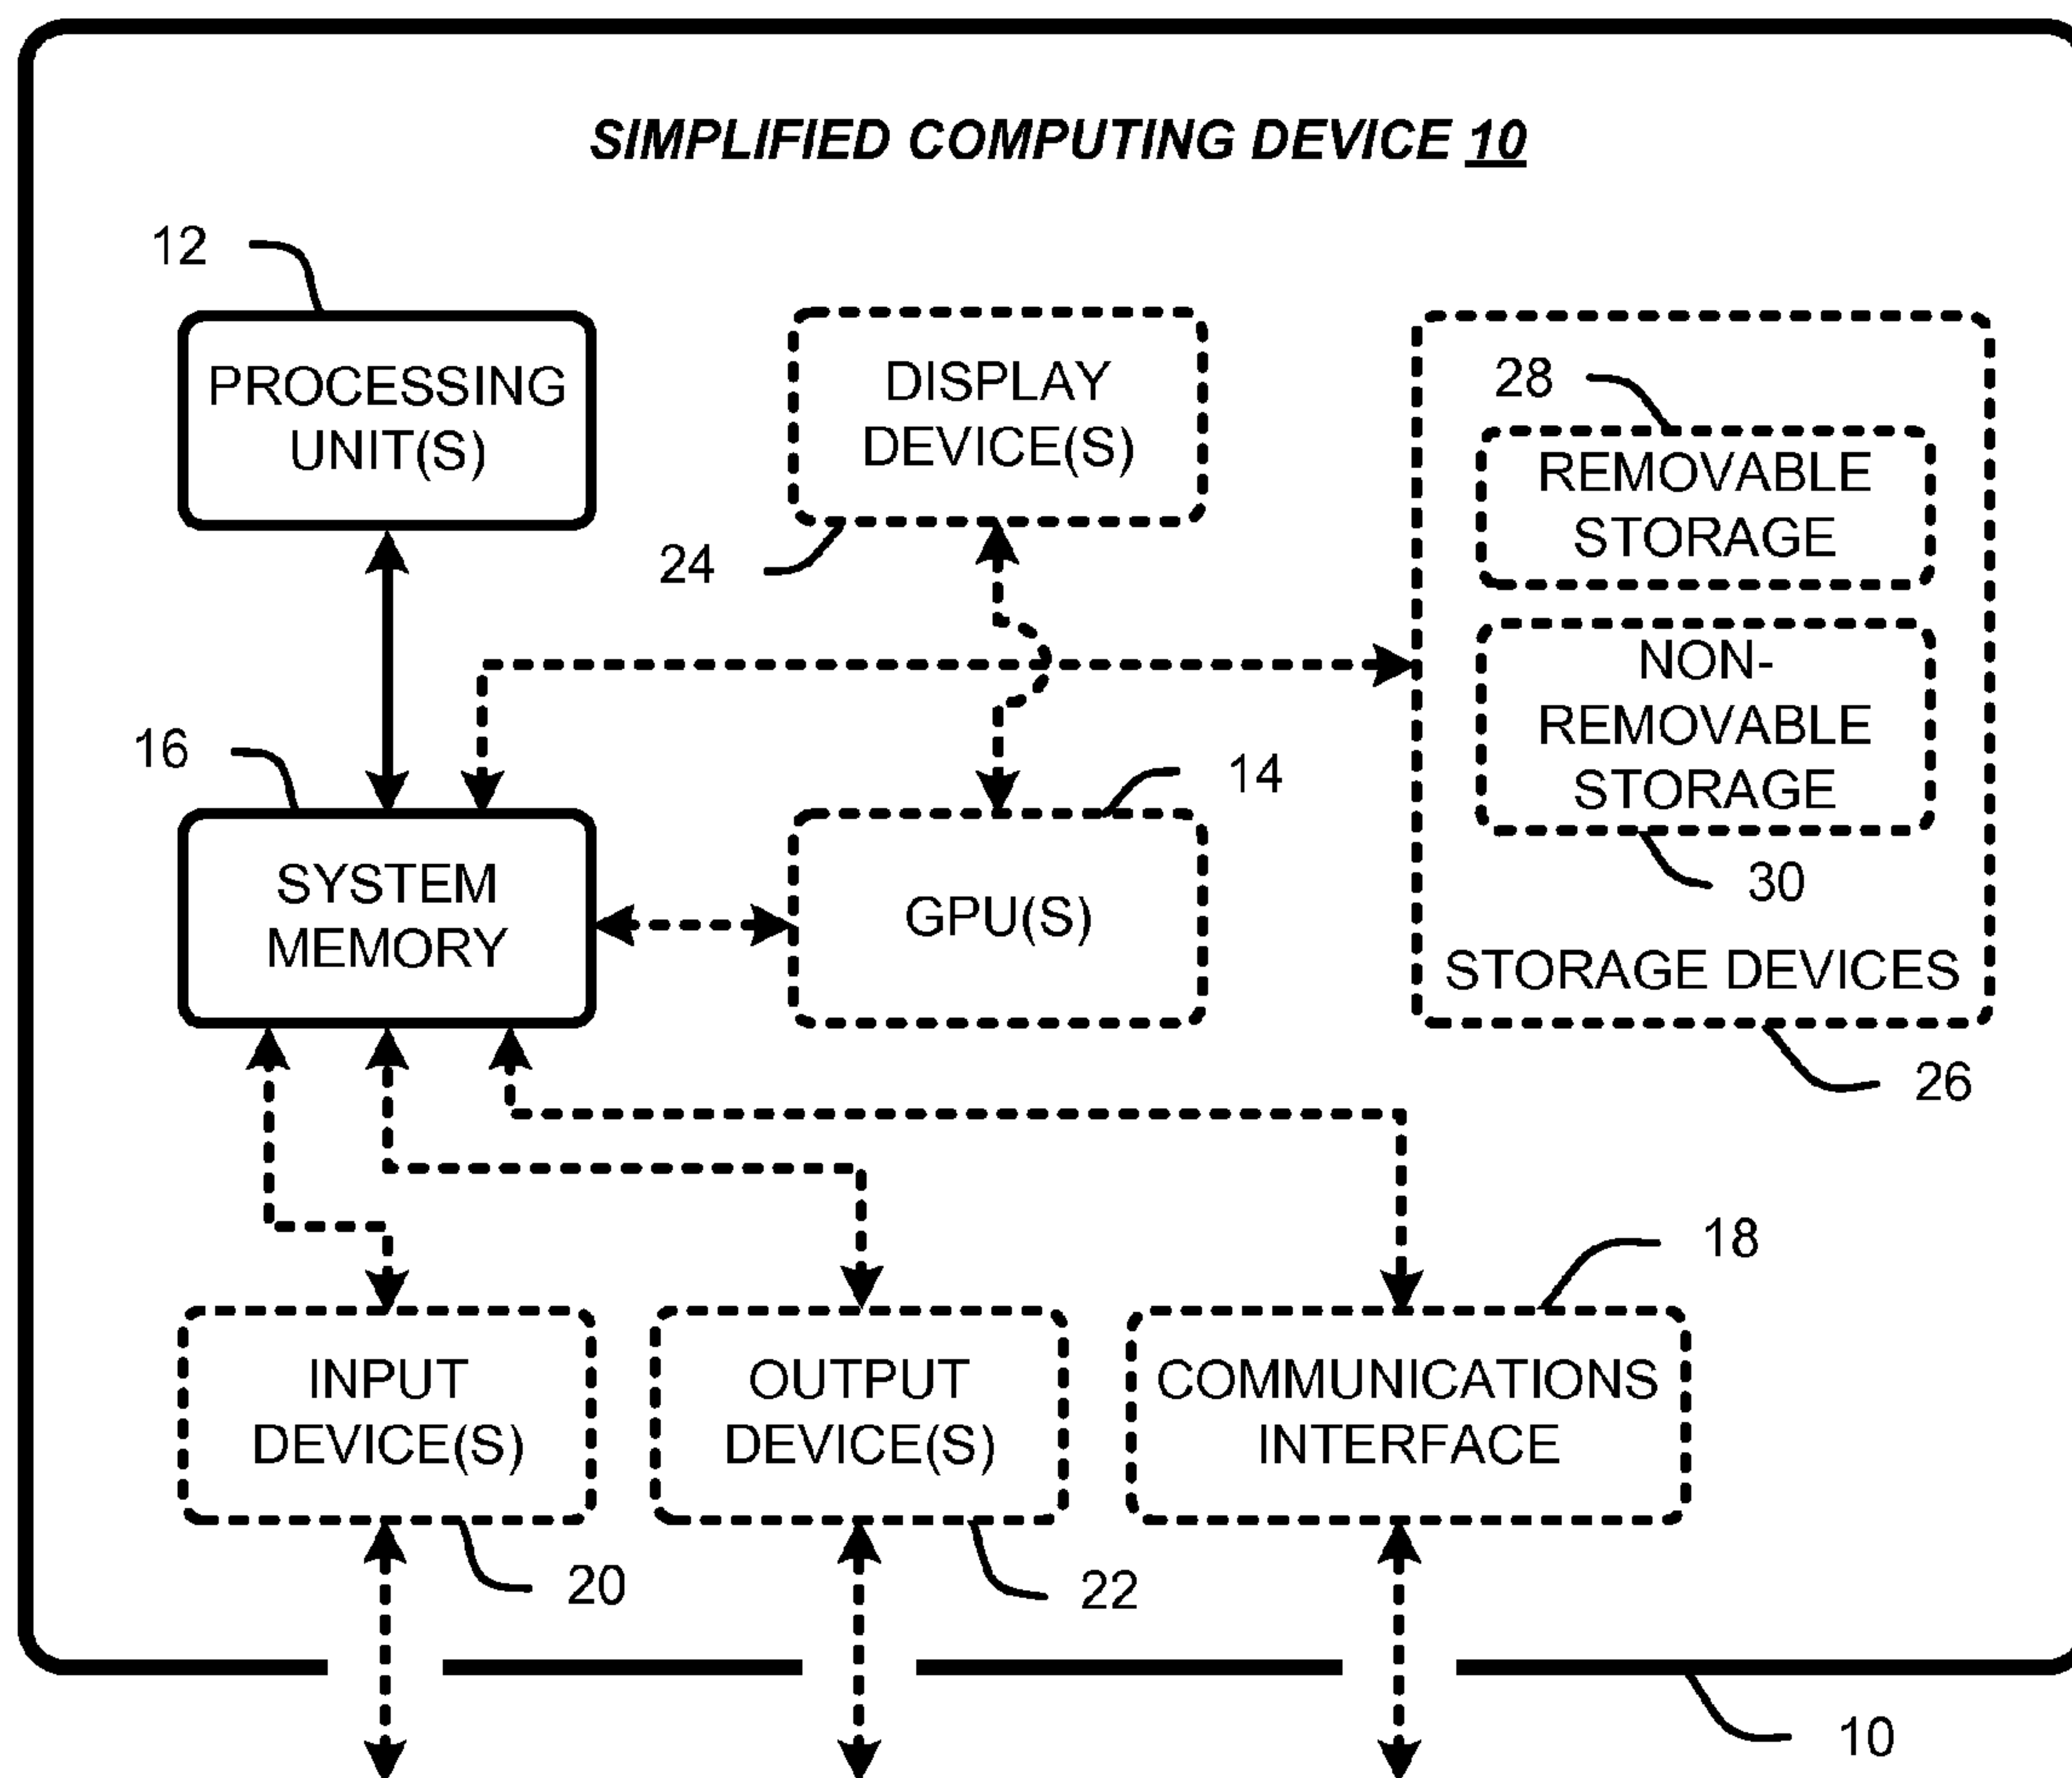 SIMPLIFIED COMPUTING DEVICE 10
12
PROCESSING
UNIT(S)
DISPLAY
DEVICE(S)
24
28
REMOVABLE
STORAGE
NON-
REMOVABLE
STORAGE
30
STORAGE DEVICES
26
16
SYSTEM
MEMORY
14
GPU(S)
18
INPUT
DEVICE(S)
20
OUTPUT
DEVICE(S)
22
COMMUNICATIONS
INTERFACE
10